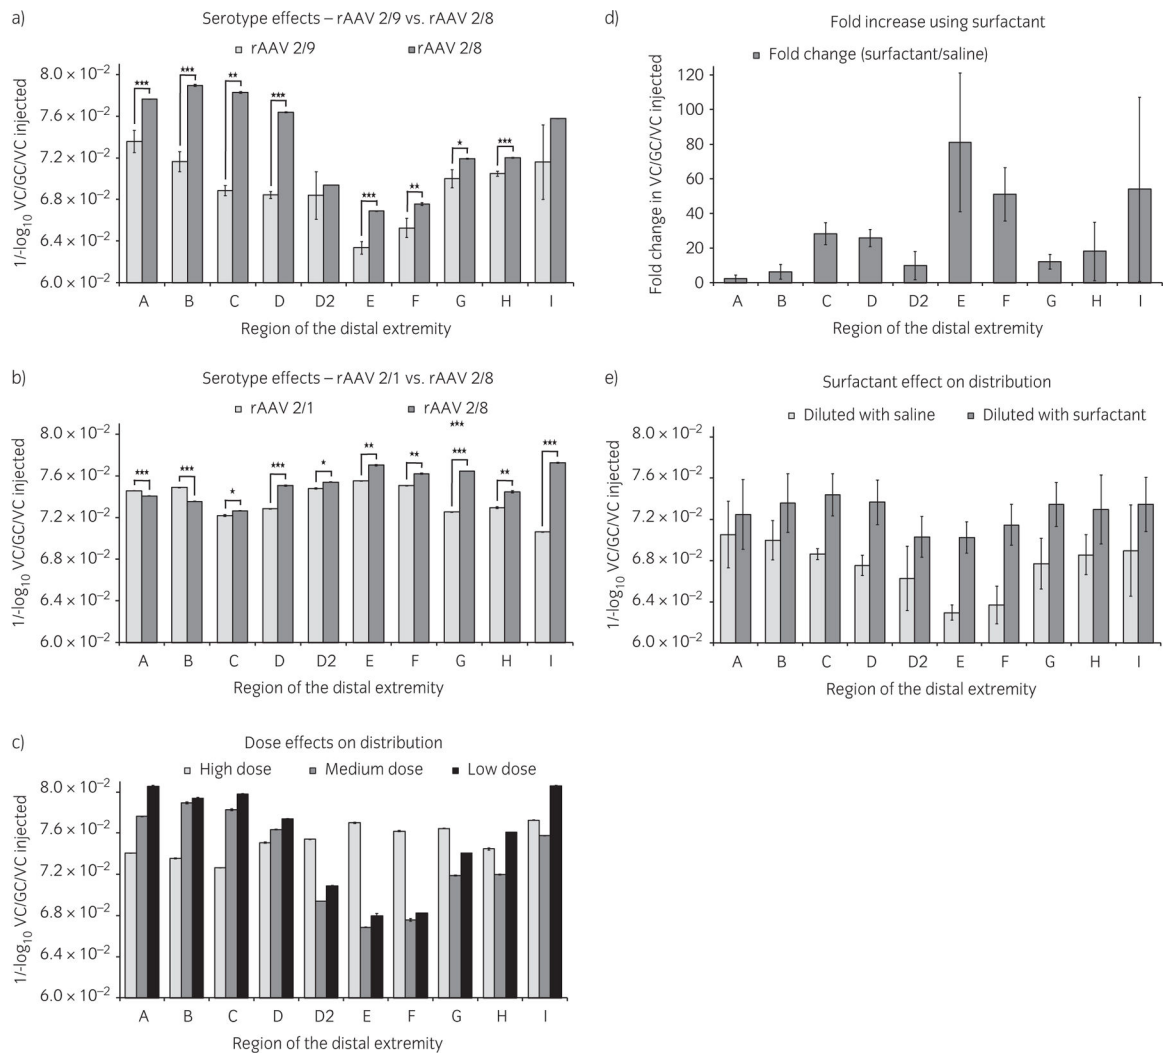 a)
Serotype effects – rAAV 2/9 vs. rAAV 2/8
rAAV 2/9 rAAV 2/8
1/-log10 VC/GC/VC injected
8.0 × 10–2
7.6 × 10–2
7.2 × 10–2
6.8 × 10–2
6.4 × 10–2
6.0 × 10–2
*** *** ** *** *** ** * ***
A B C D D2 E F G H I
Region of the distal extremity
b)
Serotype effects – rAAV 2/1 vs. rAAV 2/8
rAAV 2/1 rAAV 2/8
1/-log10 VC/GC/VC injected
8.0 × 10–2
7.6 × 10–2
7.2 × 10–2
6.8 × 10–2
6.4 × 10–2
6.0 × 10–2
***
*** *** * *** * ** ** *** ** ***
A B C D D2 E F G H I
Region of the distal extremity
c)
Dose effects on distribution
High dose Medium dose Low dose
1/-log10 VC/GC/VC injected
8.0 × 10–2
7.6 × 10–2
7.2 × 10–2
6.8 × 10–2
6.4 × 10–2
6.0 × 10–2
A B C D D2 E F G H I
Region of the distal extremity
d)
Fold increase using surfactant
Fold change (surfactant/saline)
Fold change in VC/GC/VC injected
120
100
80
60
40
20
0
A B C D D2 E F G H I
Region of the distal extremity
e)
Surfactant effect on distribution
Diluted with saline Diluted with surfactant
1/-log10 VC/GC/VC injected
8.0 × 10–2
7.2 × 10–2
6.8 × 10–2
6.4 × 10–2
6.0 × 10–2
A B C D D2 E F G H I
Region of the distal extremity